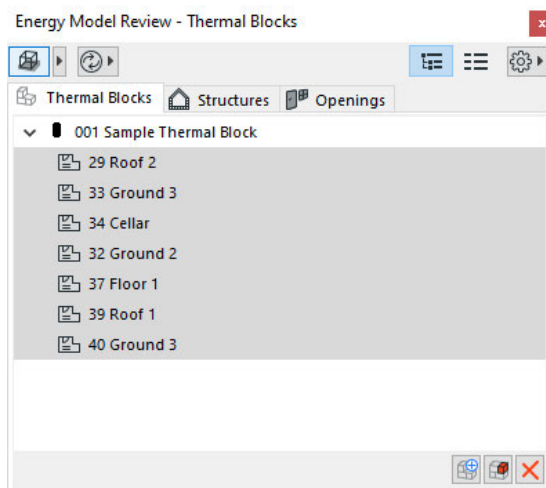 Energy Model Review - Thermal Blocks
x
Thermal Blocks Structures Openings
001 Sample Thermal Block
29 Roof 2
33 Ground 3
34 Cellar
32 Ground 2
37 Floor 1
39 Roof 1
40 Ground 3